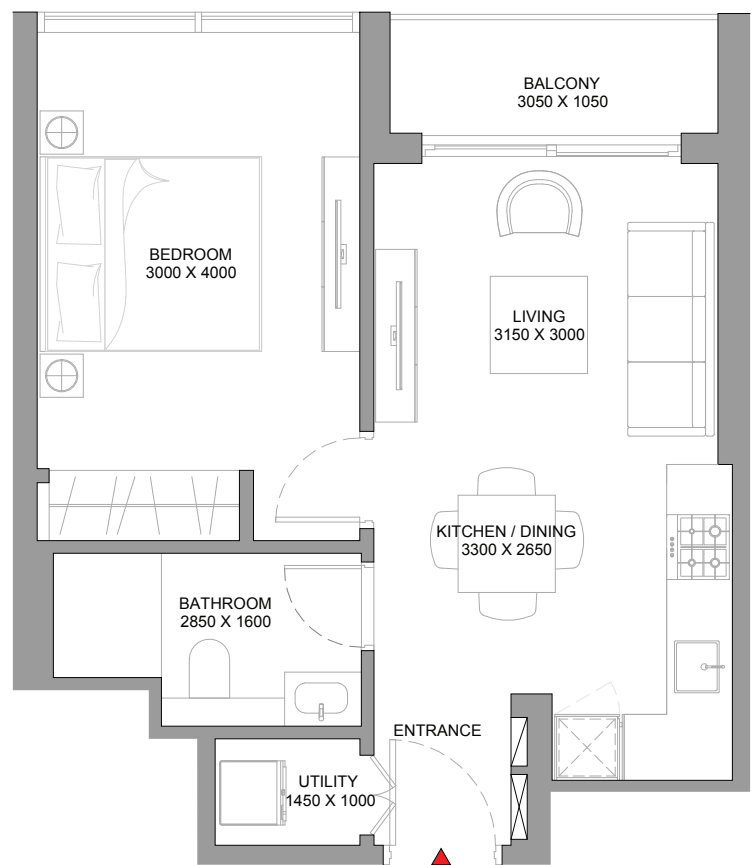 BALCONY
3050 X 1050
BEDROOM
3000 X 4000
LIVING
3150 X 3000
KITCHEN / DINING
3300 X 2650
BATHROOM
2850 X 1600
ENTRANCE
UTILITY
1450 X 1000